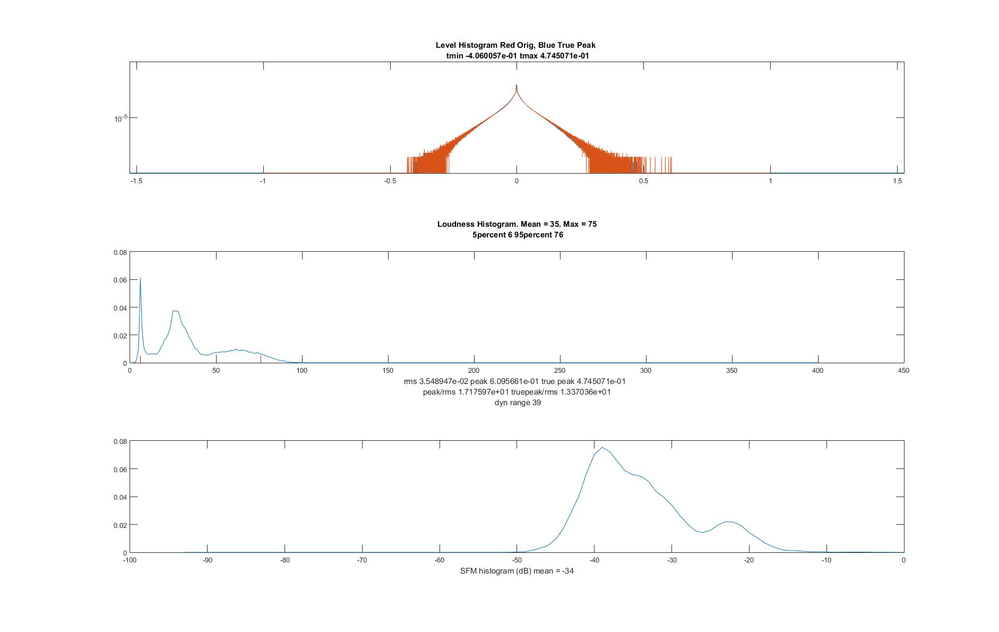 Level Histogram Red Orig, Blue True Peak
tmin -4.060057e-01 tmax 4.745071e-01
10-5
-1.5 -1 -0.5 0 0.5 1 1.5
Loudness Histogram. Mean = 35. Max = 75
5percent 6 95percent 76
0.08
0.06
0.04
0.02
0
0 50 100 150 200 250 300 350 400 450
rms 3.548947e-02 peak 6.095661e-01 true peak 4.745071e-01
peak/rms 1.717597e+01 truepeak/rms 1.337036e+01
dyn range 39
0.08
0.06
0.04
0.02
0
-100 -90 -80 -70 -60 -50 -40 -30 -20 -10 0
SFM histogram (dB) mean = -34